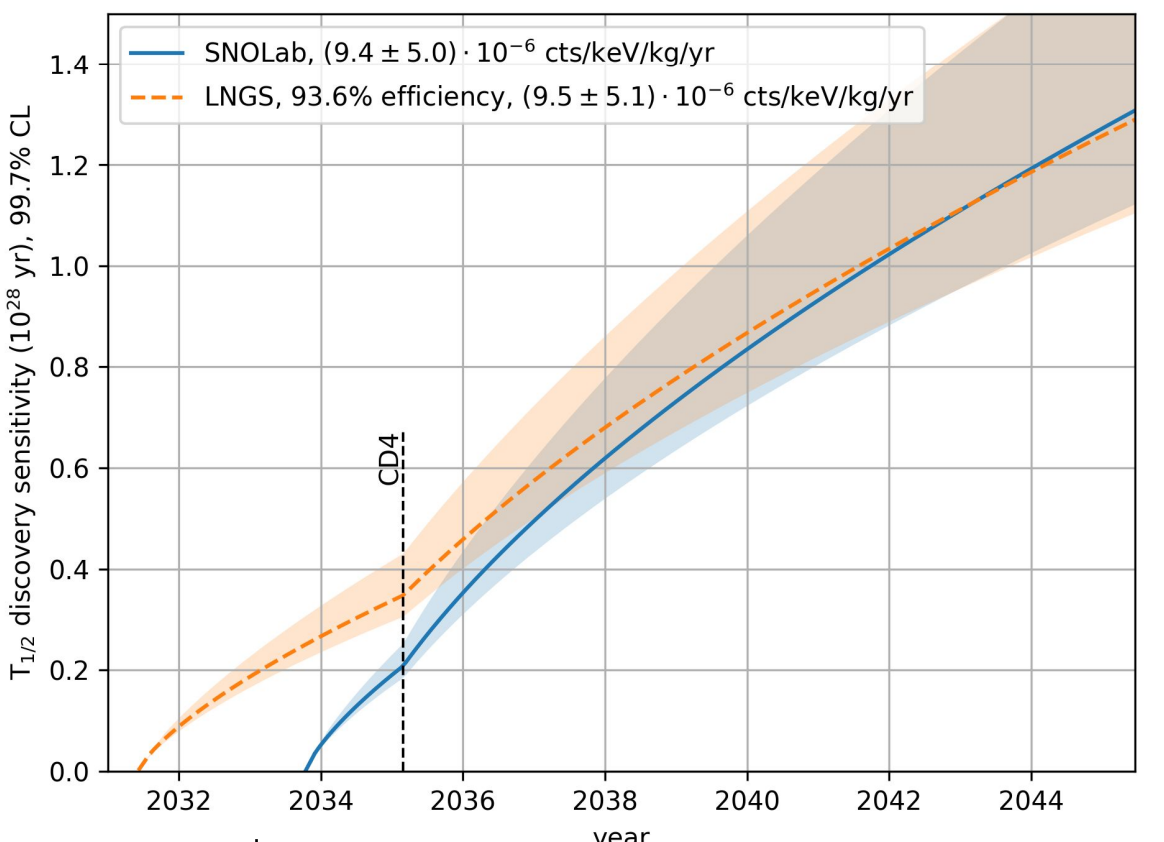 SNOLab, (9.4 ± 5.0) · 10⁻⁶ cts/keV/kg/yr
LNGS, 93.6% efficiency, (9.5 ± 5.1) · 10⁻⁶ cts/keV/kg/yr
T₁/₂ discovery sensitivity (10²⁸ yr), 99.7% CL
1.4
1.2
1.0
0.8
0.6
0.4
0.2
0.0
CD4
2032 2034 2036 2038 2040 2042 2044
year